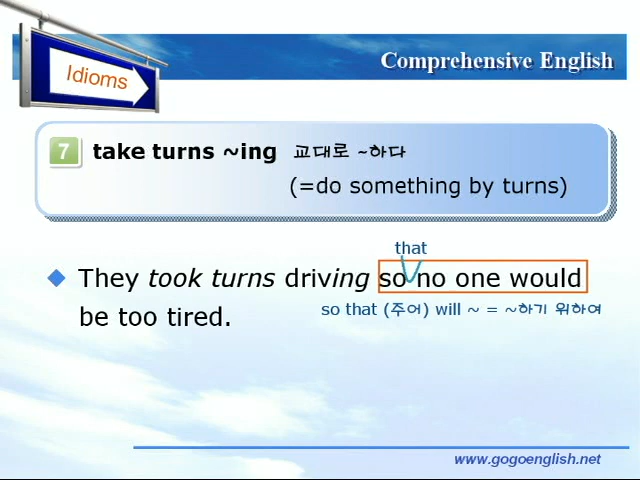 Idioms
Comprehensive English
7 take turns ~ing 교대로 ~하다
(=do something by turns)
that
They took turns driving so no one would
be too tired.
so that (주어) will ~ = ~하기 위하여
www.gogoenglish.net